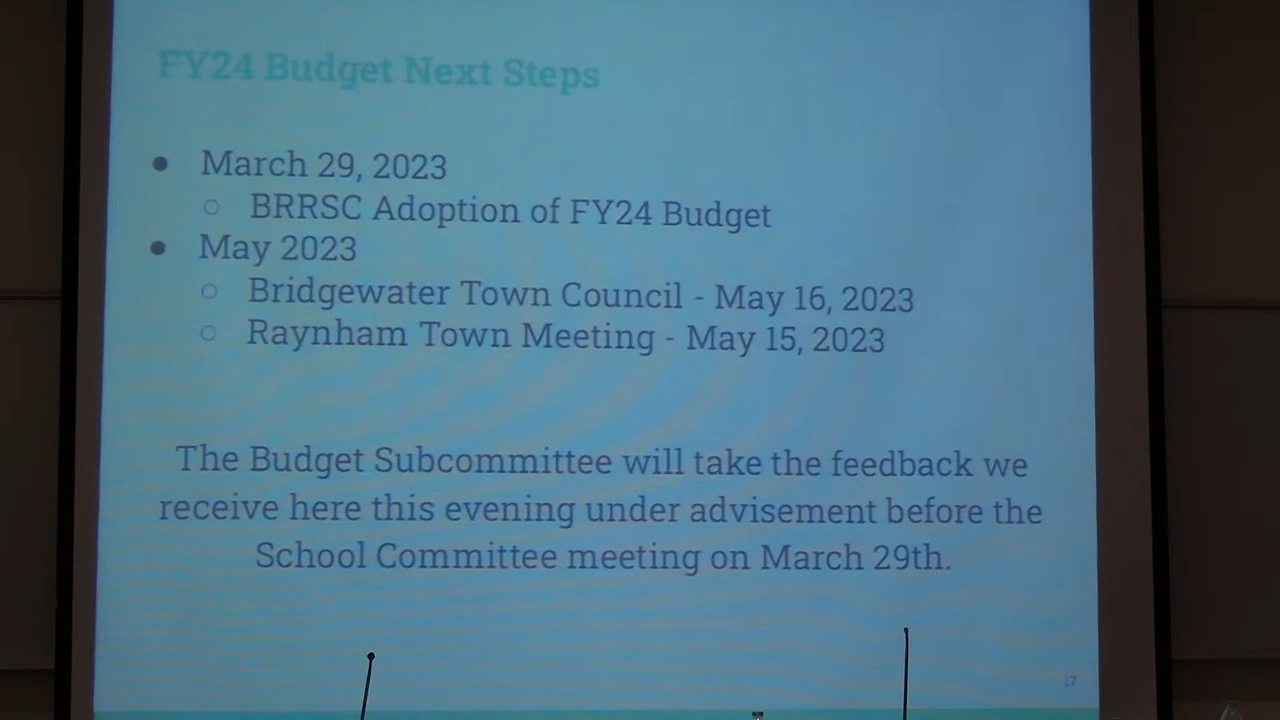 FY24 Budget Next Steps
● March 29, 2023
○ BRRSC Adoption of FY24 Budget
● May 2023
○ Bridgewater Town Council - May 16, 2023
○ Raynham Town Meeting - May 15, 2023
The Budget Subcommittee will take the feedback we
receive here this evening under advisement before the
School Committee meeting on March 29th.
17